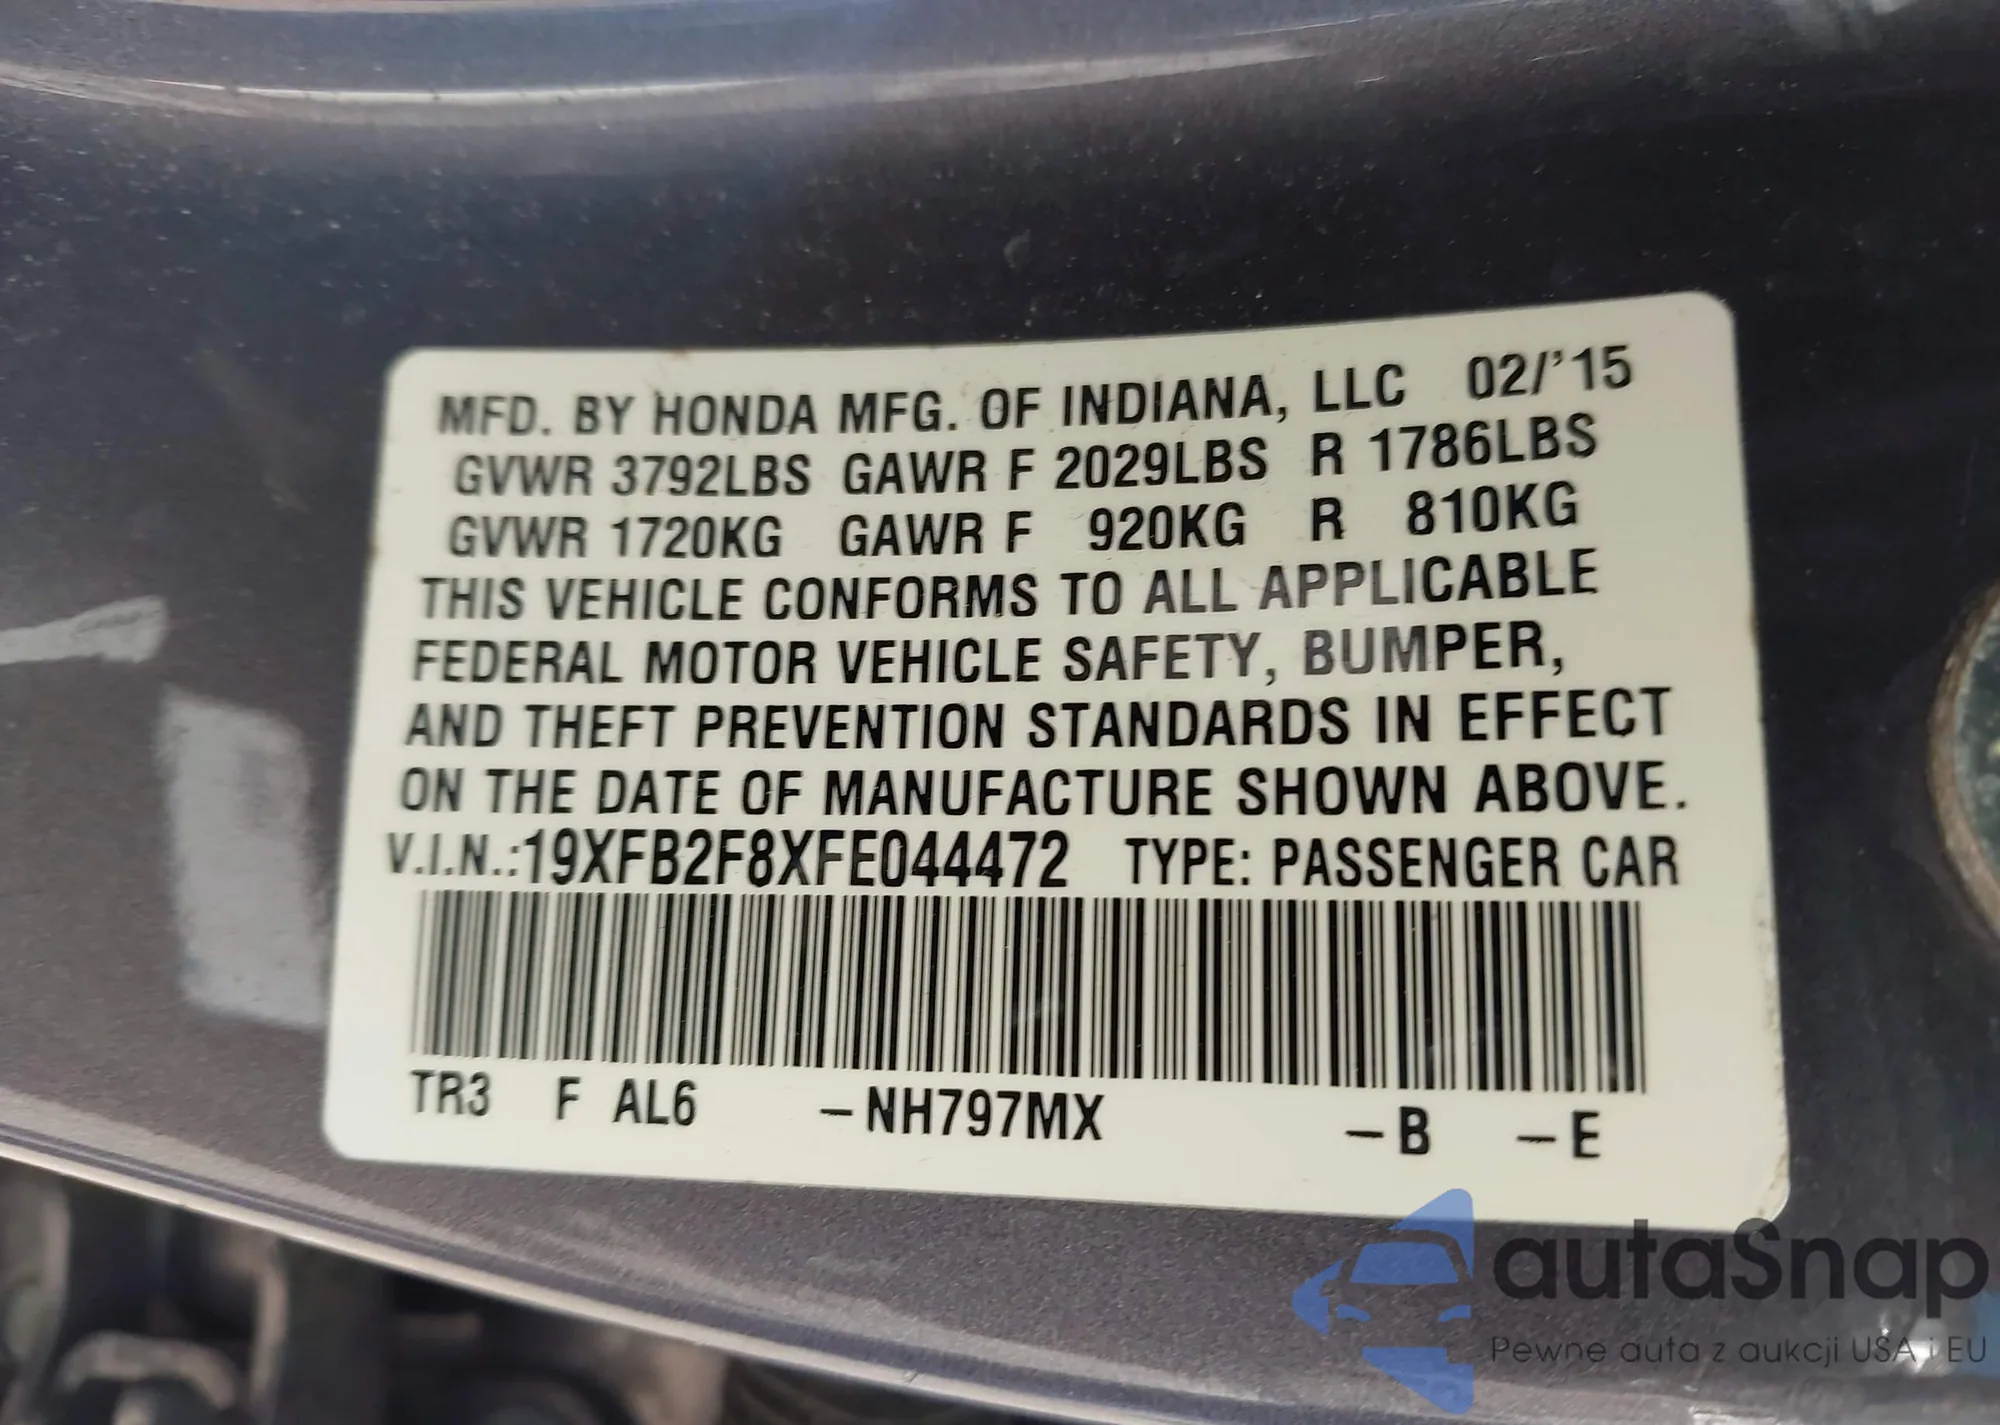 MFD. BY HONDA MFG. OF INDIANA, LLC 02/'15
GVWR 3792LBS GAWR F 2029LBS R 1786LBS
GVWR 1720KG GAWR F 920KG R 810KG
THIS VEHICLE CONFORMS TO ALL APPLICABLE
FEDERAL MOTOR VEHICLE SAFETY, BUMPER,
AND THEFT PREVENTION STANDARDS IN EFFECT
ON THE DATE OF MANUFACTURE SHOWN ABOVE.
V.I.N.:19XFB2F8XFE044472 TYPE: PASSENGER CAR
TR3 F AL6 –NH797MX –B –E
autaSnap
Pewne auta z aukcji USA i EU